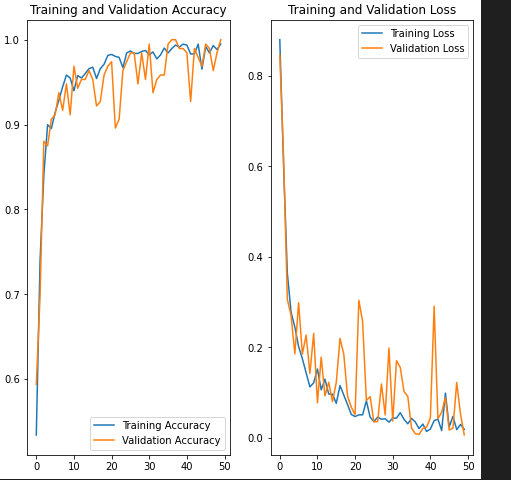 Training and Validation Accuracy
1.0
0.9
0.8
0.7
0.6
Training Accuracy
Validation Accuracy
0 10 20 30 40 50
Training and Validation Loss
Training Loss
Validation Loss
0.8
0.6
0.4
0.2
0.0
0 10 20 30 40 50